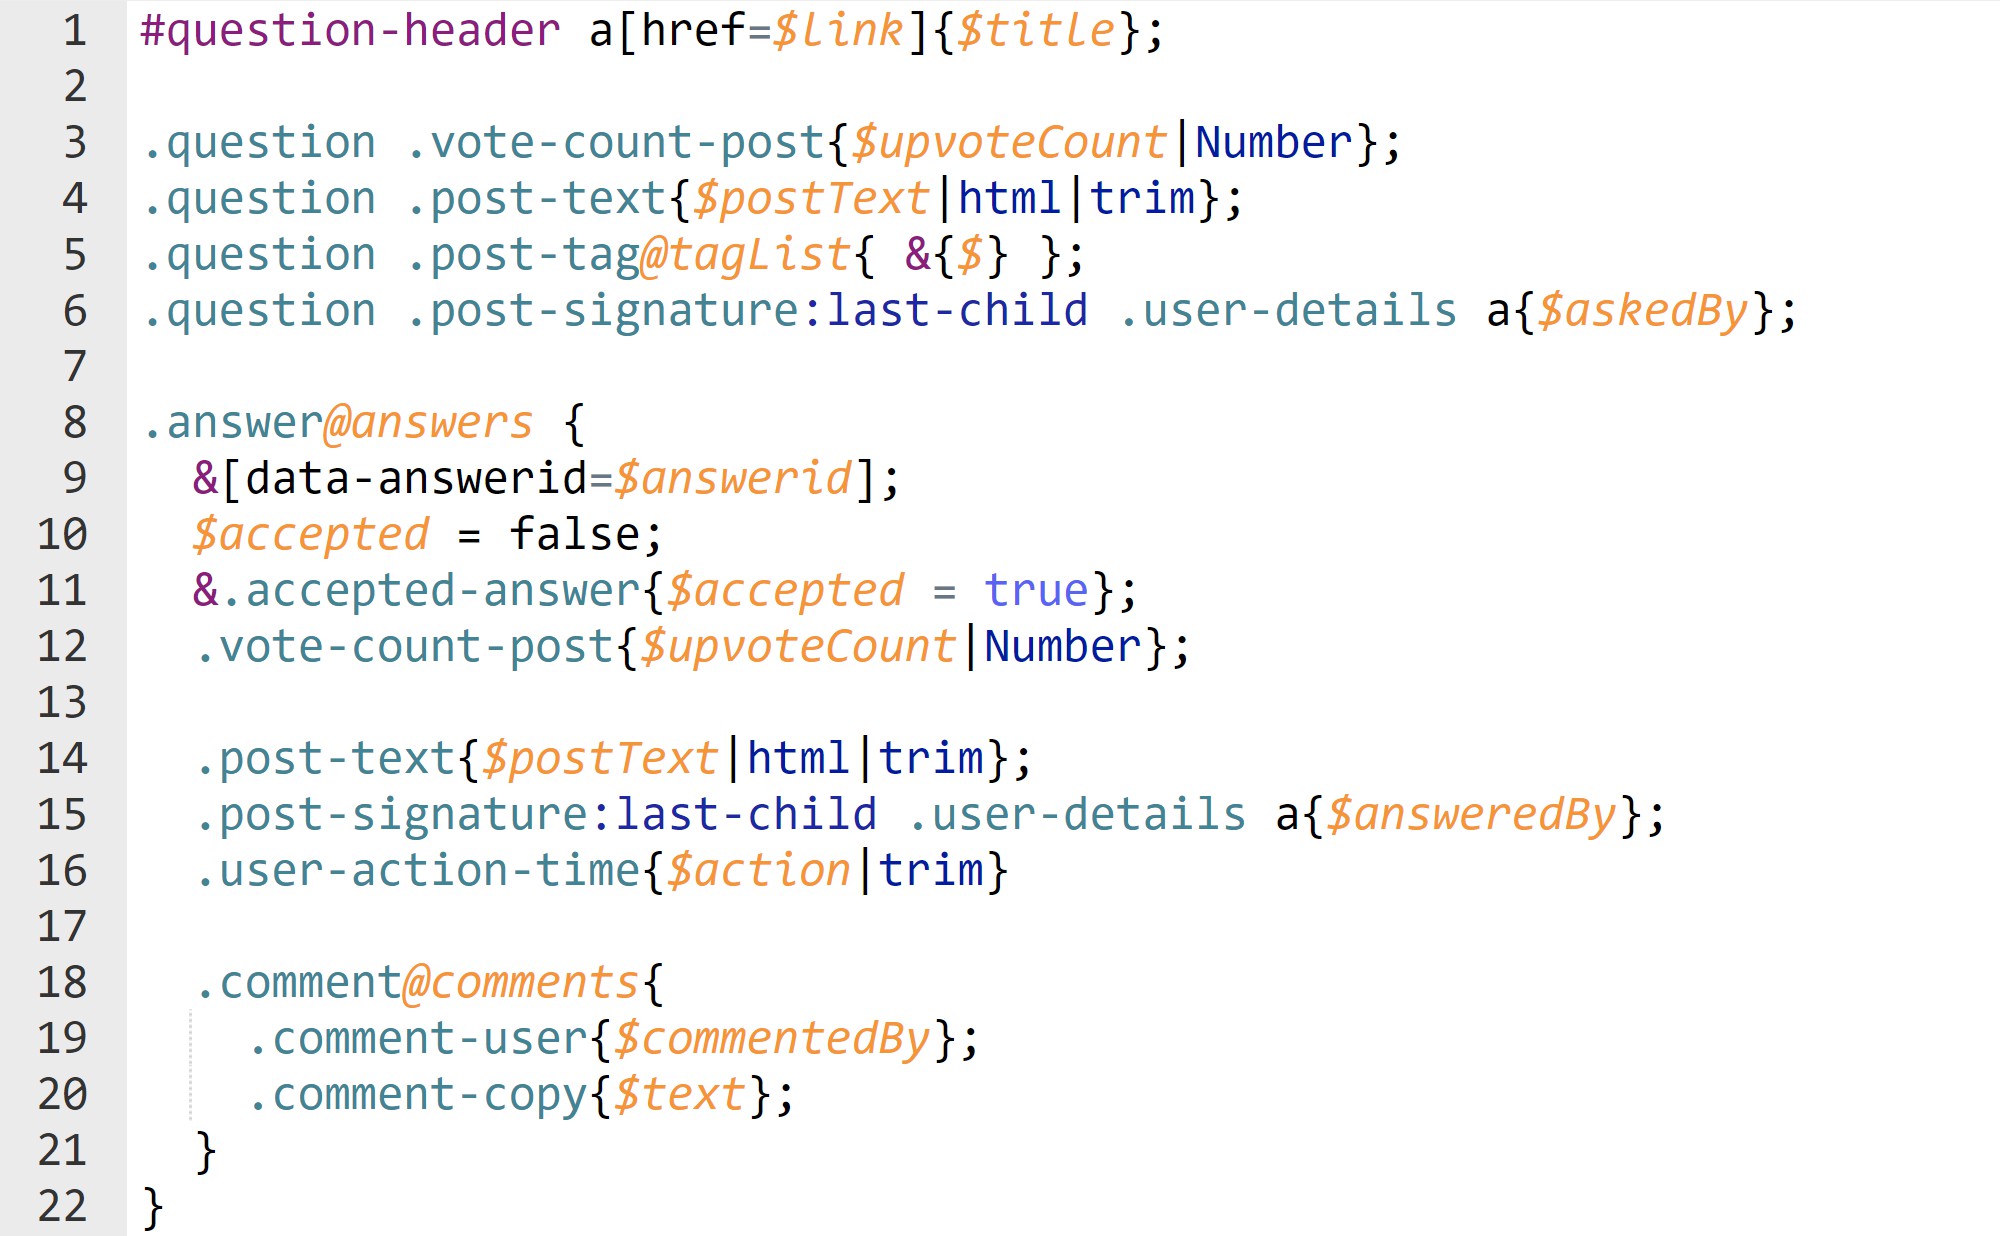 1 #question-header a[href=$link]{$title};
2
3 .question .vote-count-post{$upvoteCount|Number};
4 .question .post-text{$postText|html|trim};
5 .question .post-tag@tagList{ &{$} };
6 .question .post-signature:last-child .user-details a{$askedBy};
7
8 .answer@answers {
9   &[data-answerid=$answerid];
10   $accepted = false;
11   &.accepted-answer{$accepted = true};
12   .vote-count-post{$upvoteCount|Number};
13
14   .post-text{$postText|html|trim};
15   .post-signature:last-child .user-details a{$answeredBy};
16   .user-action-time{$action|trim}
17
18   .comment@comments{
19     .comment-user{$commentedBy};
20     .comment-copy{$text};
21   }
22 }